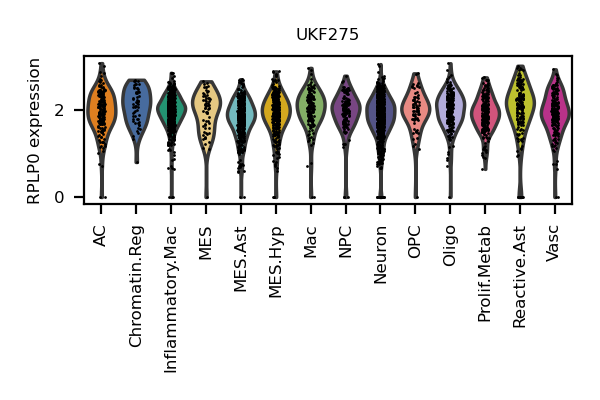 UKF275
RPLP0 expression
2
0
AC
Chromatin.Reg
Inflammatory.Mac
MES
MES.Ast
MES.Hyp
Mac
NPC
Neuron
OPC
Oligo
Prolif.Metab
Reactive.Ast
Vasc